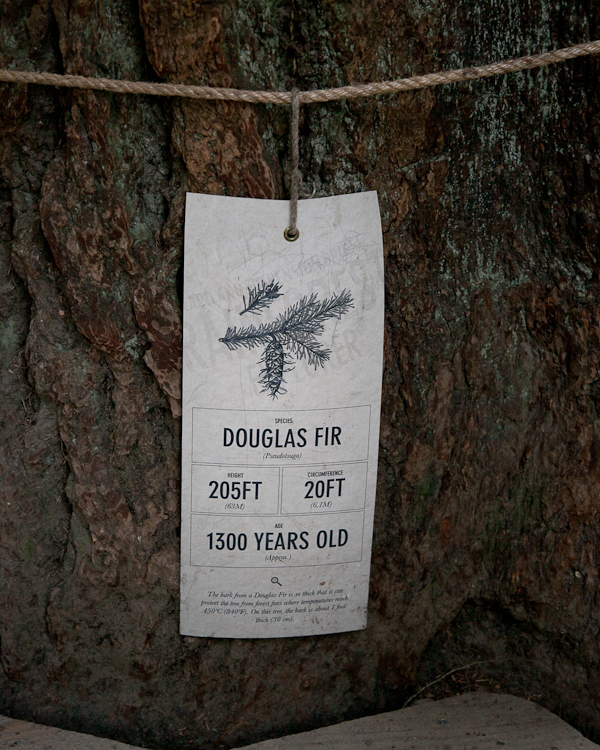 SPECIES
DOUGLAS FIR
(Pseudotsuga)
HEIGHT
205FT
(63M)
CIRCUMFERENCE
20FT
(6.1M)
AGE
1300 YEARS OLD
(Approx.)
The bark from a Douglas Fir is so thick that it can
protect the tree from forest fires where temperatures reach
450°C (840°F). On this tree, the bark is about 1 foot
thick (30 cm).